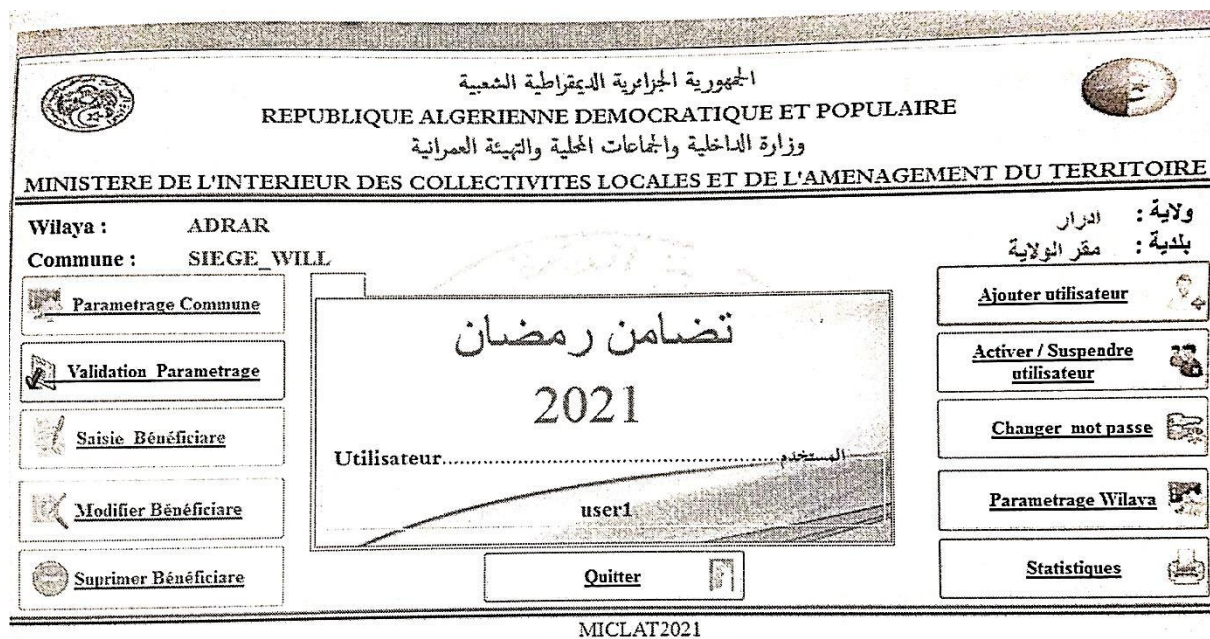 الجمهورية الجزائرية الديمقراطية الشعبية
REPUBLIQUE ALGERIENNE DEMOCRATIQUE ET POPULAIRE
وزارة الداخلية والجماعات المحلية والتهيئة العمرانية
MINISTERE DE L'INTERIEUR DES COLLECTIVITES LOCALES ET DE L'AMENAGEMENT DU TERRITOIRE
Wilaya : ADRAR
ولاية : ادرار
Commune : SIEGE_WILL
بلدية : مقر الولاية
Parametrage Commune
Validation Parametrage
Saisie Bénéficiare
Modifier Bénéficiare
Suprimer Bénéficiare
تضامن رمضان
2021
Utilisateur..........................................................المستخدم
user1
Quitter
Ajouter utilisateur
Activer / Suspendre
utilisateur
Changer mot passe
Parametrage Wilaya
Statistiques
MICLAT2021